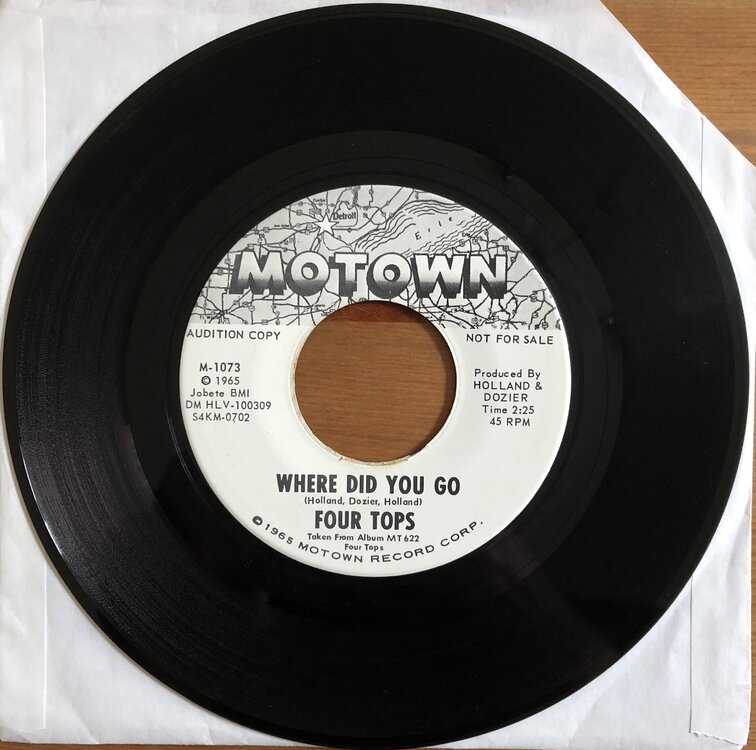 Detroit
Erie
MOTOWN
AUDITION COPY
NOT FOR SALE
M-1073
© 1965
Jobete BMI
DM HLV-100309
S4KM-0702
Produced By
HOLLAND &
DOZIER
Time 2:25
45 RPM
WHERE DID YOU GO
(Holland, Dozier, Holland)
FOUR TOPS
Taken From Album MT 622
Four Tops
© 1965 MOTOWN RECORD CORP.